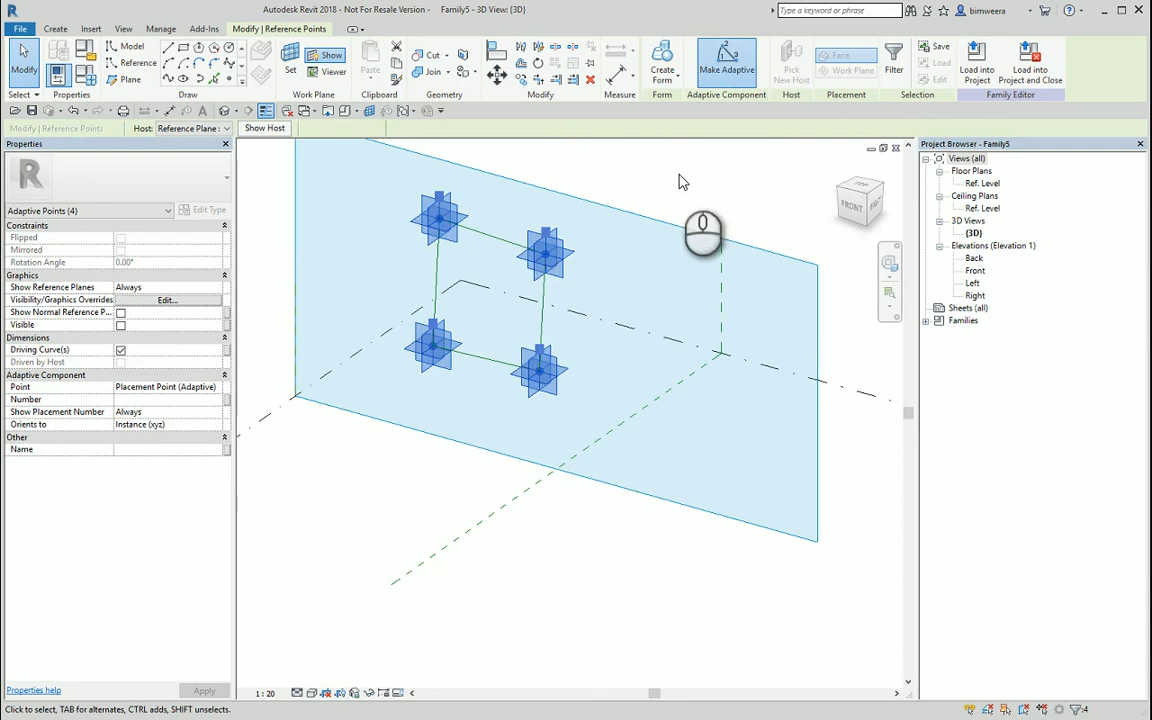 Autodesk Revit 2018 - Not For Resale Version - Family5 - 3D View: {3D}
Type a keyword or phrase
bimweera
File
Create
Insert
View
Manage
Add-Ins
Modify | Reference Points
Modify
Model
Reference
Plane
Set
Show
Viewer
Paste
Cut
Join
Create
Form
Make Adaptive
Pick
New Host
Face
Work Plane
Filter
Save
Load
Edit
Load into
Project
Load into
Project and Close
Select
Properties
Draw
Work Plane
Clipboard
Geometry
Modify
Measure
Form
Adaptive Component
Host
Placement
Selection
Family Editor
Modify | Reference Points
Host:
Reference Plane :
Show Host
Properties
Adaptive Points (4)
Edit Type
Constraints
Flipped
Mirrored
Rotation Angle
0.00°
Graphics
Show Reference Planes
Always
Visibility/Graphics Overrides
Edit...
Show Normal Reference P...
Visible
Dimensions
Driving Curve(s)
Driven by Host
Adaptive Component
Point
Placement Point (Adaptive)
Number
Show Placement Number
Always
Orients to
Instance (xyz)
Other
Name
Properties help
Apply
FRONT
1 : 20
Project Browser - Family5
Views (all)
Floor Plans
Ref. Level
Ceiling Plans
Ref. Level
3D Views
{3D}
Elevations (Elevation 1)
Back
Front
Left
Right
Sheets (all)
Families
Click to select, TAB for alternates, CTRL adds, SHIFT unselects.
:4